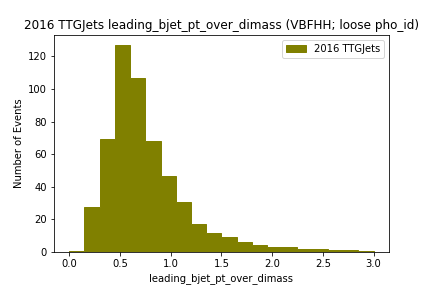 2016 TTGJets leading_bjet_pt_over_dimass (VBFHH; loose pho_id)
2016 TTGJets
Number of Events
120
100
80
60
40
20
0
0.0 0.5 1.0 1.5 2.0 2.5 3.0
leading_bjet_pt_over_dimass